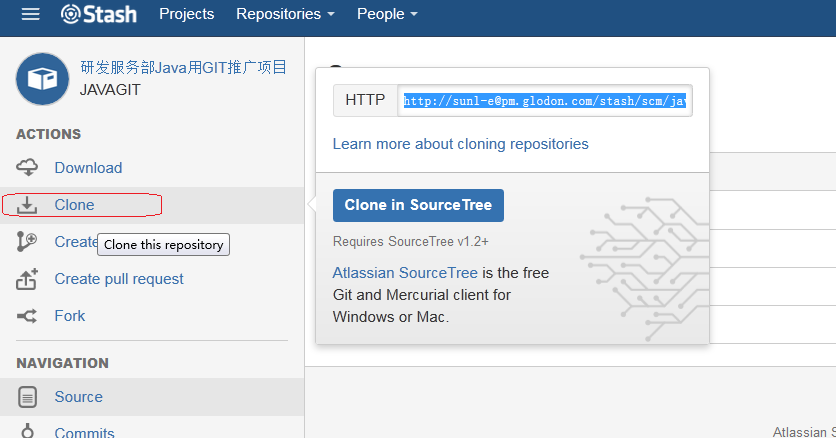 Stash Projects Repositories People
研发服务部Java用GIT推广项目
JAVAGIT
ACTIONS
Download
Clone
Create
Clone this repository
Create pull request
Fork
NAVIGATION
Source
Commits
HTTP http://sunl-e@pm.glodon.com/stash/scm/jav
Learn more about cloning repositories
Clone in SourceTree
Requires SourceTree v1.2+
Atlassian SourceTree is the free
Git and Mercurial client for
Windows or Mac.
Atlassian S